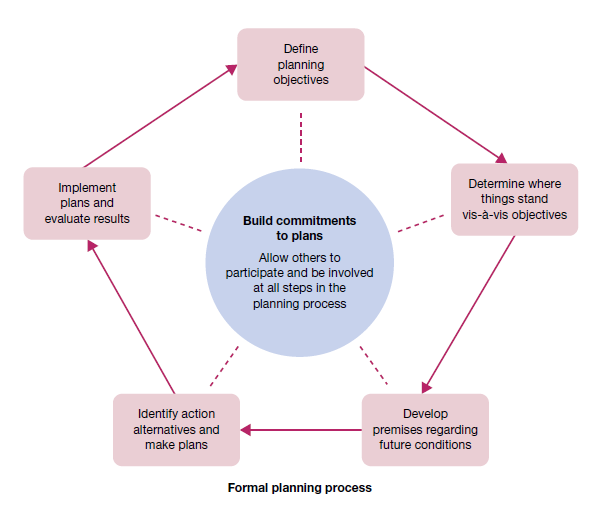 Define
planning
objectives
Determine where
things stand
vis-à-vis objectives
Develop
premises regarding
future conditions
Identify action
alternatives and
make plans
Implement
plans and
evaluate results
Build commitments
to plans
Allow others to
participate and be involved
at all steps in the
planning process
Formal planning process